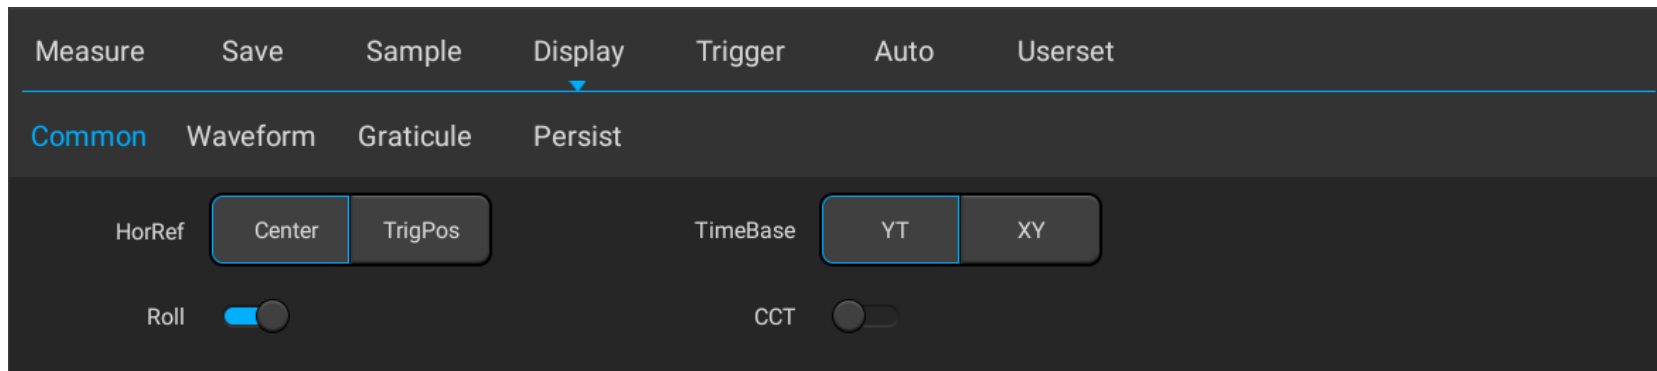 Measure Save Sample Display Trigger Auto Userset
Common Waveform Graticule Persist
HorRef Center TrigPos TimeBase YT XY
Roll CCT